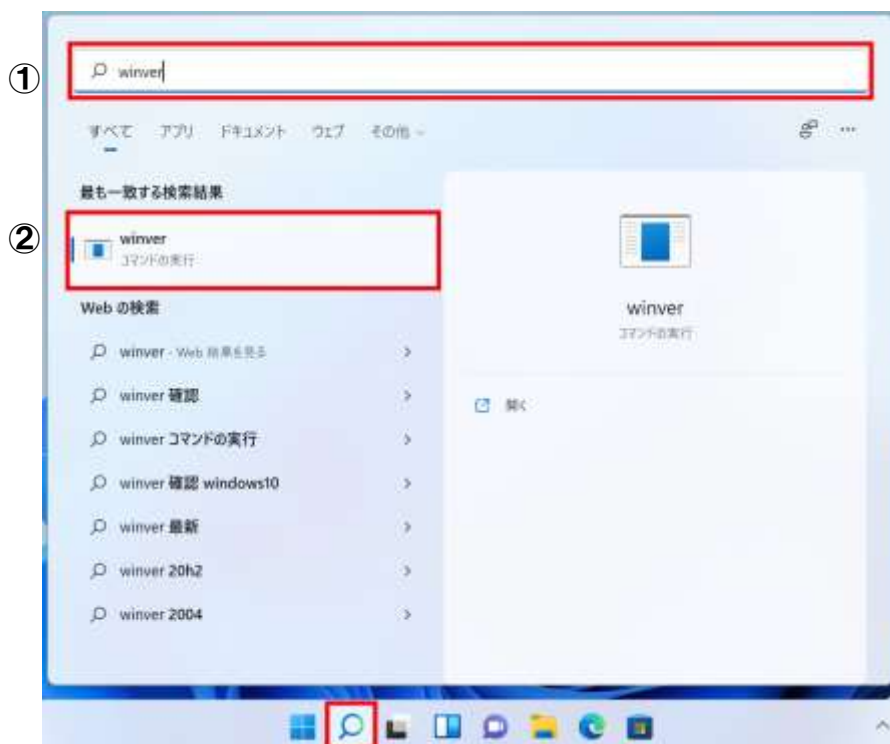 ①
winver
すべて アプリ ドキュメント ウェブ その他
最も一致する検索結果
②
winver
コマンドの実行
Web の検索
winver - Web 結果を見る
winver 確認
winver コマンドの実行
winver 確認 windows10
winver 最新
winver 20h2
winver 2004
winver
コマンドの実行
開く